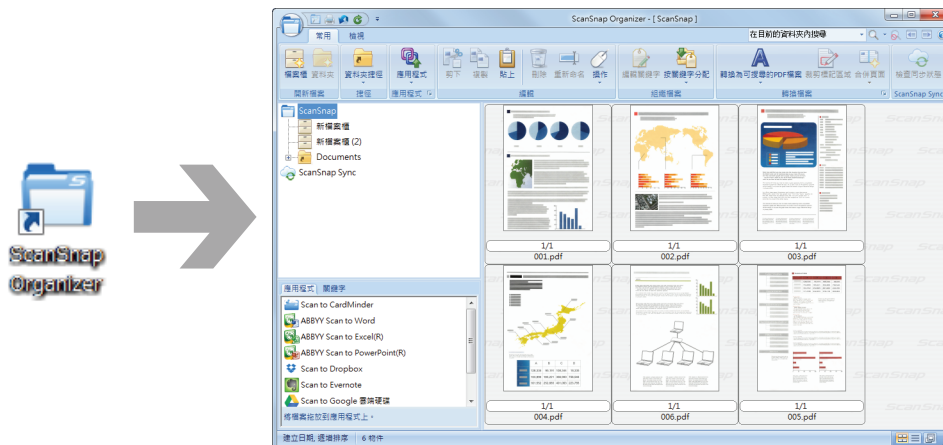 ScanSnap
Organizer
ScanSnap Organizer - [ ScanSnap ]
常用 檢視
在目前的資料夾內搜尋
檔案櫃 資料夾 資料夾捷徑 應用程式 剪下 複製 貼上 刪除 重新命名 操作 編輯關鍵字 按關鍵字分配 轉換為可搜尋的PDF檔案 裁剪標記區域 合併頁面 檢查同步狀態
開新檔案 捷徑 應用程式 編輯 組織檔案 轉換檔案 ScanSnap Sync
ScanSnap
新檔案櫃
新檔案櫃 (2)
Documents
ScanSnap Sync
1/1 1/1 1/1
001.pdf 002.pdf 003.pdf
應用程式 關鍵字
Scan to CardMinder
ABBYY Scan to Word
ABBYY Scan to Excel(R)
ABBYY Scan to PowerPoint(R)
Scan to Dropbox
Scan to Evernote
Scan to Google 雲端硬碟
將檔案拖放到應用程式上。
1/1 1/1 1/1
004.pdf 006.pdf 005.pdf
建立日期, 遞增排序 6 物件